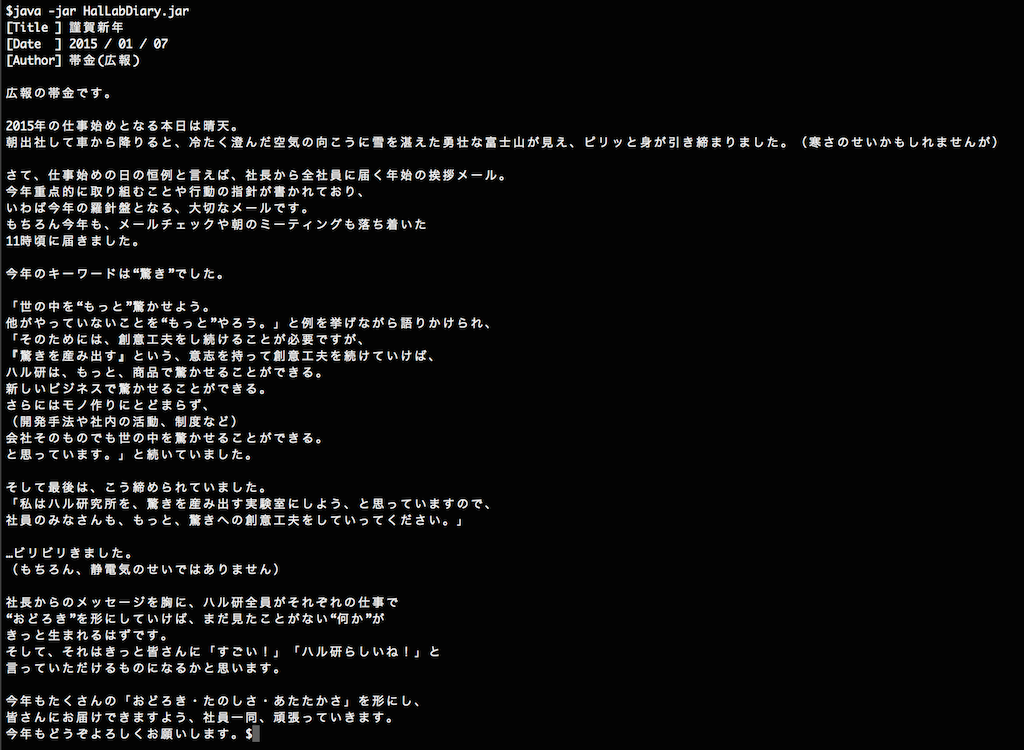 $java -jar HalLabDiary.jar
[Title ] 謹賀新年
[Date  ] 2015 / 01 / 07
[Author] 帯金(広報)
広報の帯金です。
2015年の仕事始めとなる本日は晴天。
朝出社して車から降りると、冷たく澄んだ空気の向こうに雪を湛えた勇壮な富士山が見え、ピリッと身が引き締まりました。（寒さのせいかもしれませんが）
さて、仕事始めの日の恒例と言えば、社長から全社員に届く年始の挨拶メール。
今年重点的に取り組むことや行動の指針が書かれており、
いわば今年の羅針盤となる、大切なメールです。
もちろん今年も、メールチェックや朝のミーティングも落ち着いた
11時頃に届きました。
今年のキーワードは“驚き”でした。
「世の中を“もっと”驚かせよう。
他がやっていないことを“もっと”やろう。」と例を挙げながら語りかけられ、
「そのためには、創意工夫をし続けることが必要ですが、
『驚きを産み出す』という、意志を持って創意工夫を続けていけば、
ハル研は、もっと、商品で驚かせることができる。
新しいビジネスで驚かせることができる。
さらにはモノ作りにとどまらず、
（開発手法や社内の活動、制度など）
会社そのものでも世の中を驚かせることができる。
と思っています。」と続いていました。
そして最後は、こう締められていました。
「私はハル研究所を、驚きを産み出す実験室にしよう、と思っていますので、
社員のみなさんも、もっと、驚きへの創意工夫をしていってください。」
…ビリビリきました。
（もちろん、静電気のせいではありません）
社長からのメッセージを胸に、ハル研全員がそれぞれの仕事で
“おどろき”を形にしていけば、まだ見たことがない“何か”が
きっと生まれるはずです。
そして、それはきっと皆さんに「すごい！」「ハル研らしいね！」と
言っていただけるものになるかと思います。
今年もたくさんの「おどろき・たのしさ・あたたかさ」を形にし、
皆さんにお届けできますよう、社員一同、頑張っていきます。
今年もどうぞよろしくお願いします。$